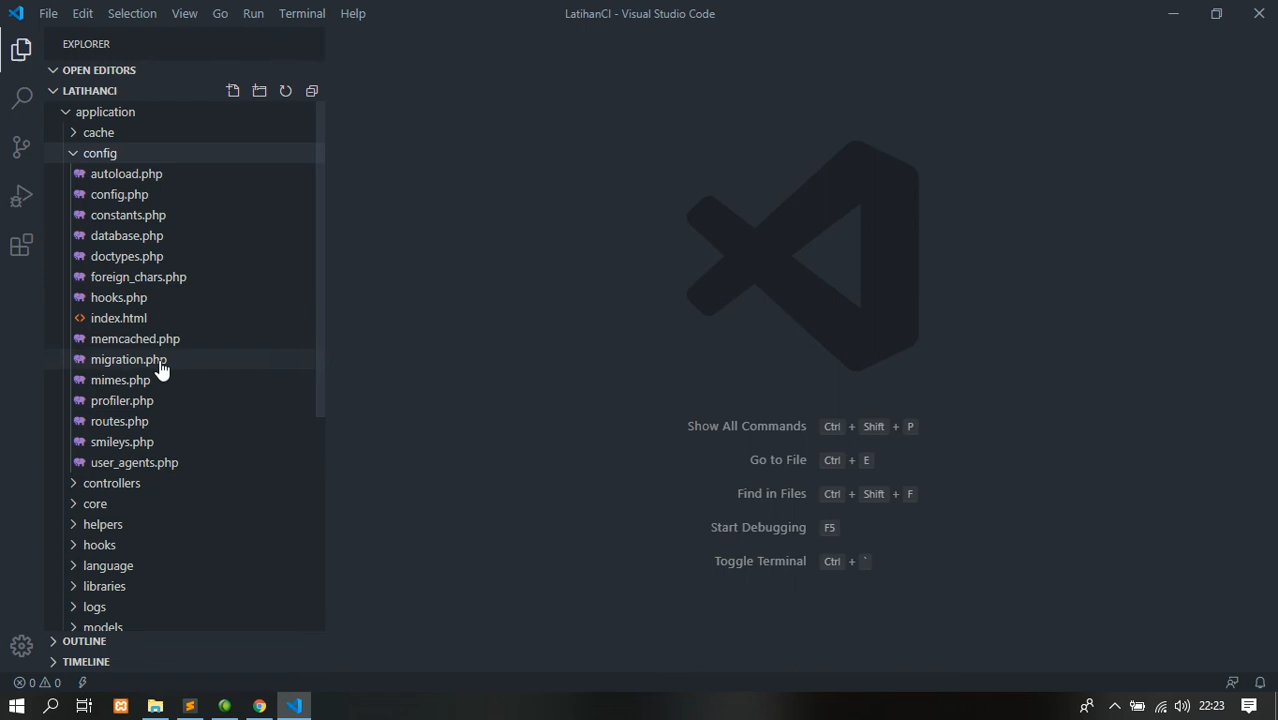 File Edit Selection View Go Run Terminal Help
LatihanCI - Visual Studio Code
EXPLORER
OPEN EDITORS
LATIHANCI
application
cache
config
autoload.php
config.php
constants.php
database.php
doctypes.php
foreign_chars.php
hooks.php
index.html
memcached.php
migration.php
mimes.php
profiler.php
routes.php
smileys.php
user_agents.php
controllers
core
helpers
hooks
language
libraries
logs
models
OUTLINE
TIMELINE
Show All Commands Ctrl + Shift + P
Go to File Ctrl + E
Find in Files Ctrl + Shift + F
Start Debugging F5
Toggle Terminal Ctrl + `
0 0
22:23